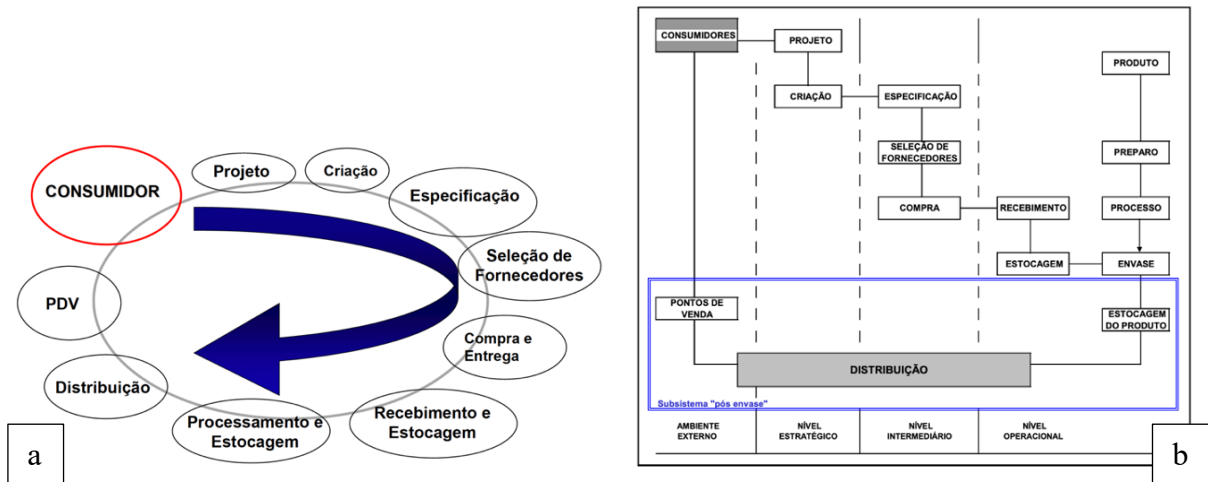 CONSUMIDOR
Projeto
Criação
Especificação
Seleção de
Fornecedores
Compra e
Entrega
Recebimento e
Estocagem
Processamento e
Estocagem
Distribuição
PDV
a
CONSUMIDORES
PROJETO
PRODUTO
CRIAÇÃO
ESPECIFICAÇÃO
SELEÇÃO DE
FORNECEDORES
PREPARO
COMPRA
RECEBIMENTO
PROCESSO
ESTOCAGEM
ENVASE
PONTOS DE
VENDA
ESTOCAGEM
DO PRODUTO
DISTRIBUIÇÃO
Subsistema "pós envase"
AMBIENTE
EXTERNO
NÍVEL
ESTRATÉGICO
NÍVEL
INTERMEDIÁRIO
NÍVEL
OPERACIONAL
b